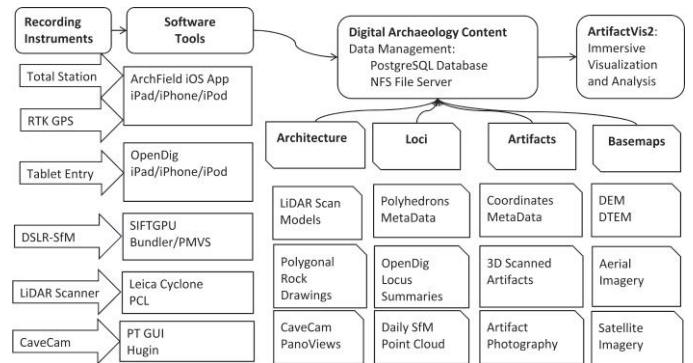 Recording
Instruments
Software
Tools
Digital Archaeology Content
Data Management:
PostgreSQL Database
NFS File Server
ArtifactVis2:
Immersive
Visualization
and Analysis
Total Station
RTK GPS
ArchField iOS App
iPad/iPhone/iPod
Tablet Entry
OpenDig
iPad/iPhone/iPod
DSLR-SfM
SIFTGPU
Bundler/PMVS
LiDAR Scanner
Leica Cyclone
PCL
CaveCam
PT GUI
Hugin
Architecture
Loci
Artifacts
Basemaps
LiDAR Scan
Models
Polyhedrons
MetaData
Coordinates
MetaData
DEM
DTEM
Polygonal
Rock
Drawings
OpenDig
Locus
Summaries
3D Scanned
Artifacts
Aerial
Imagery
CaveCam
PanoViews
Daily SfM
Point Cloud
Artifact
Photography
Satellite
Imagery